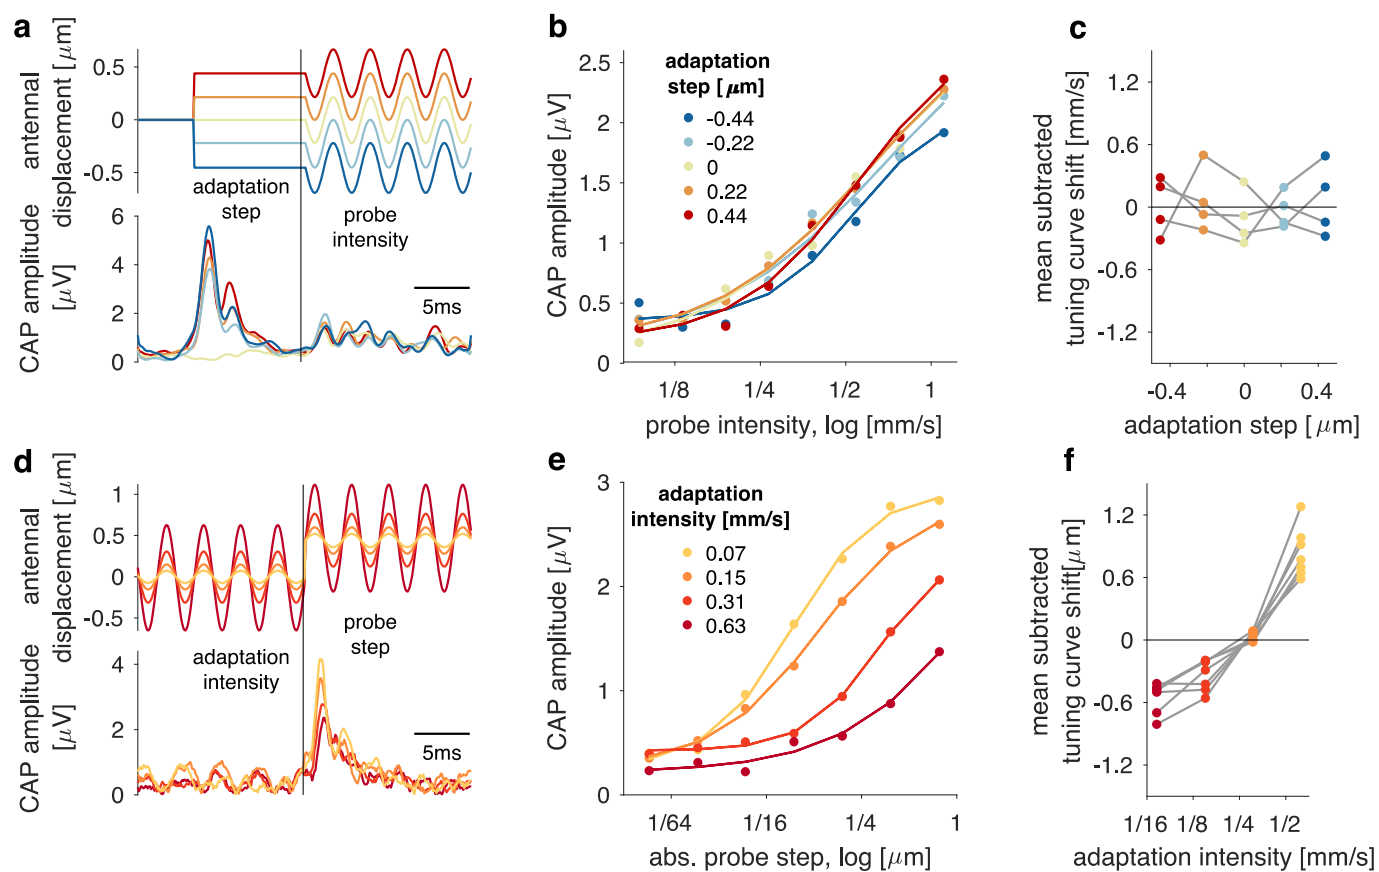 a
antennal
displacement [μm]
0.5
0
-0.5
adaptation
step
probe
intensity
CAP amplitude
[μV]
6
4
2
0
5ms
b
CAP amplitude [μV]
2.5
2
1.5
1
0.5
0
adaptation
step [μm]
-0.44
-0.22
0
0.22
0.44
1/8
1/4
1/2
1
probe intensity, log [mm/s]
c
mean subtracted
tuning curve shift [mm/s]
1.2
0.6
0
-0.6
-1.2
-0.4
0
0.4
adaptation step [μm]
d
antennal
displacement [μm]
1
0.5
0
-0.5
probe
step
adaptation
intensity
CAP amplitude
[μV]
4
2
0
5ms
e
CAP amplitude [μV]
3
2
1
0
adaptation
intensity [mm/s]
0.07
0.15
0.31
0.63
1/64
1/16
1/4
1
abs. probe step, log [μm]
f
mean subtracted
tuning curve shift[μm]
1.2
0.6
0
-0.6
-1.2
1/16
1/8
1/4
1/2
adaptation intensity [mm/s]